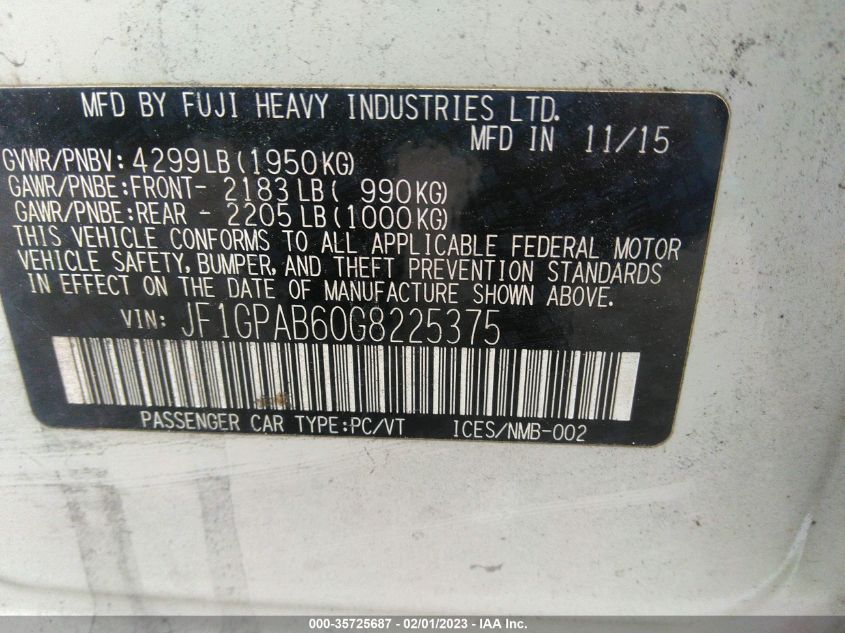 MFD BY FUJI HEAVY INDUSTRIES LTD.
MFD IN 11/15
GVWR/PNBV: 4299LB(1950KG)
GAWR/PNBE:FRONT- 2183LB( 990KG)
GAWR/PNBE:REAR - 2205LB(1000KG)
THIS VEHICLE CONFORMS TO ALL APPLICABLE FEDERAL MOTOR
VEHICLE SAFETY, BUMPER, AND THEFT PREVENTION STANDARDS
IN EFFECT ON THE DATE OF MANUFACTURE SHOWN ABOVE.
VIN: JF1GPAB60G8225375
PASSENGER CAR TYPE:PC/VT ICES/NMB-002
000-35725687 - 02/01/2023 - IAA Inc.